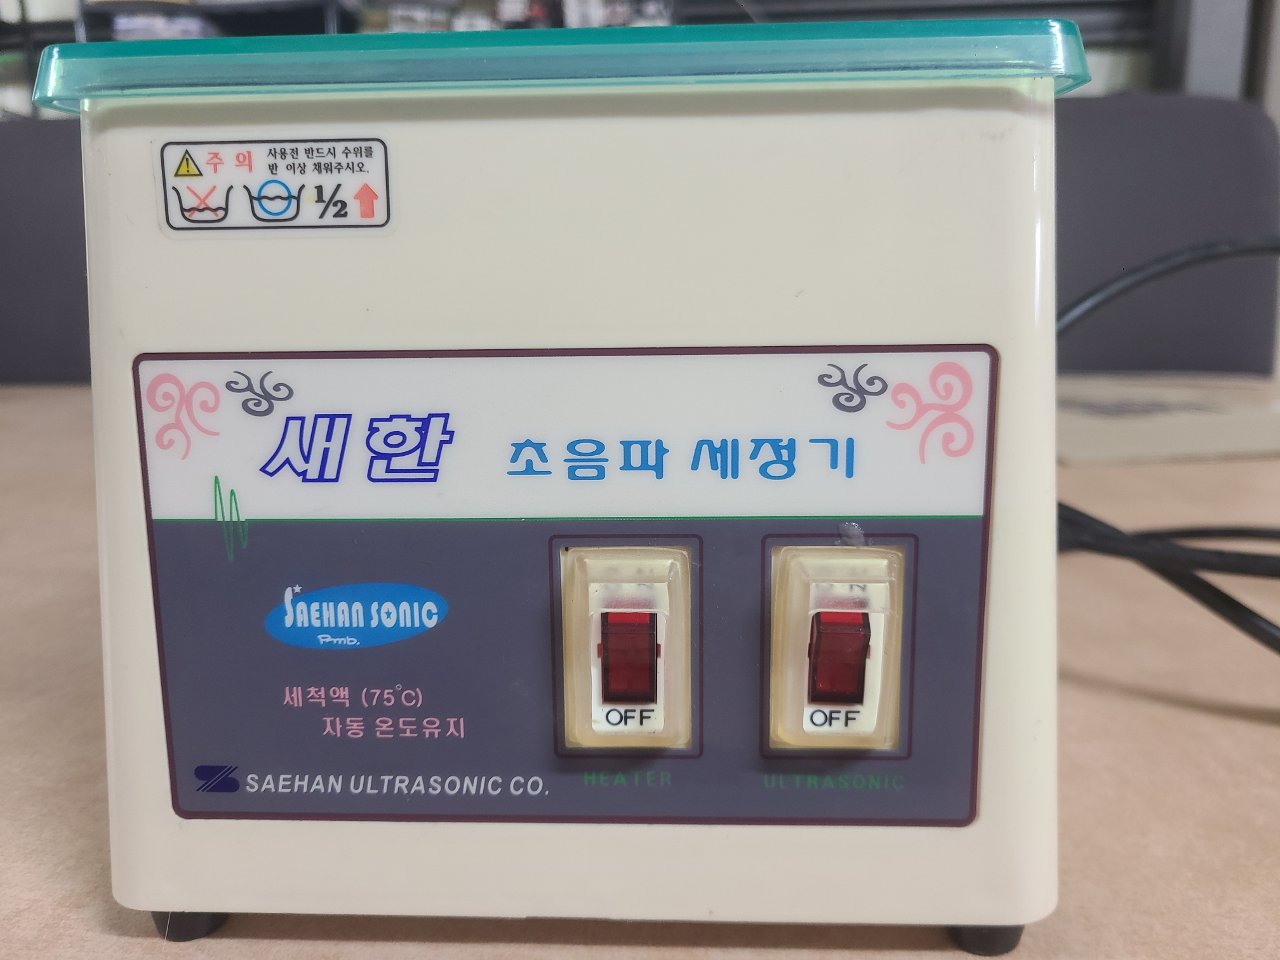 주의
사용전 반드시 수위를
반 이상 채워주시오.
½
새한 초음파 세정기
SAEHAN SONIC
세척액 (75°C)
자동 온도유지
SAEHAN ULTRASONIC CO.
OFF
HEATER
OFF
ULTRASONIC